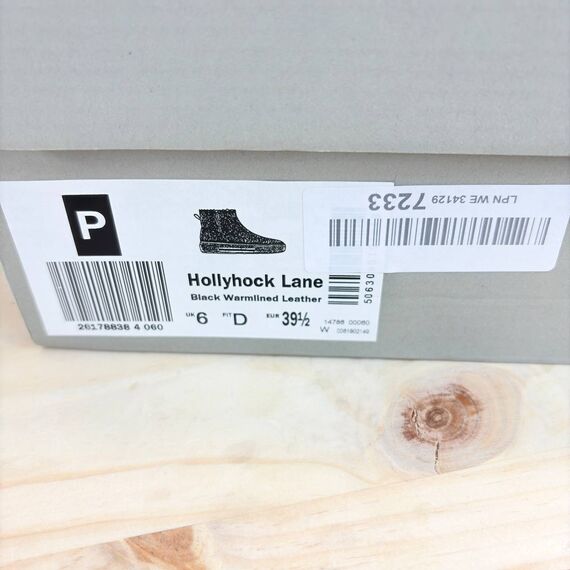 P
LPN WE 34129 7233
Hollyhock Lane
Black Warmlined Leather
UK 6 FIT D EUR 39½
26178838 4 060
14786 00060
W 0081902149
50630